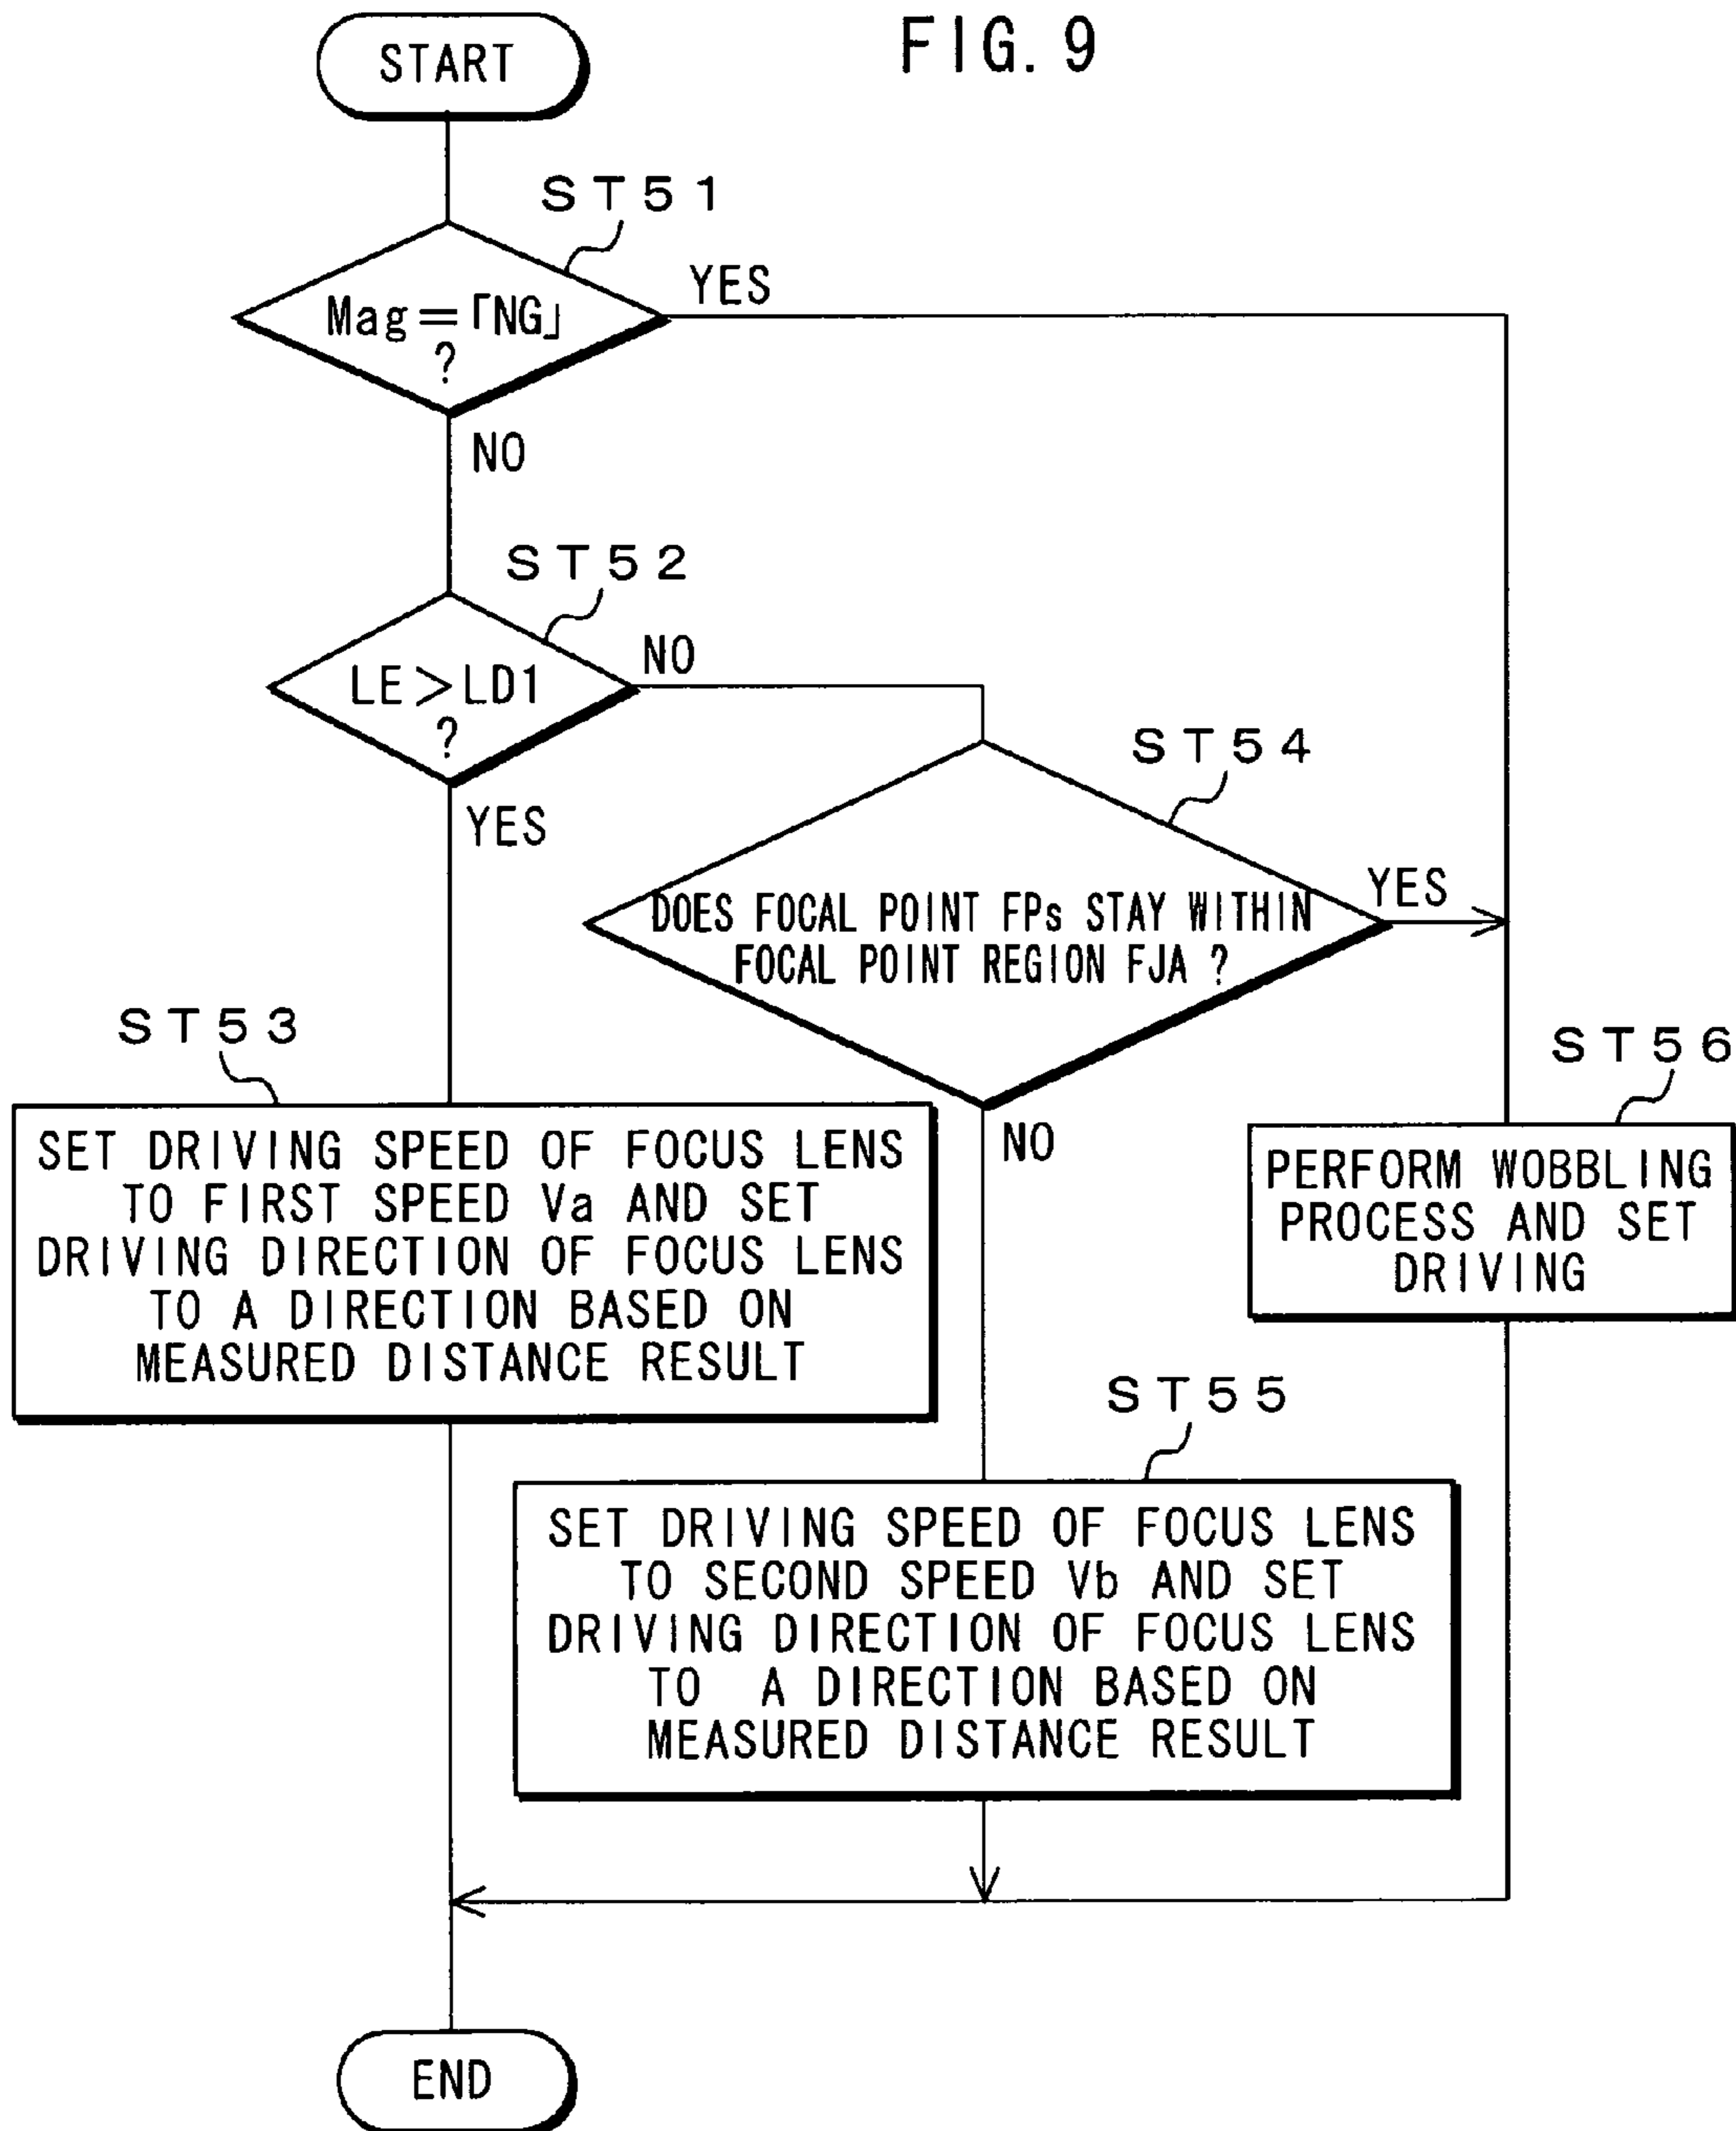 FIG. 9
START
ST51
Mag=「NG」
?
YES
NO
ST52
LE>LD1
?
NO
YES
ST54
DOES FOCAL POINT FPs STAY WITHIN
FOCAL POINT REGION FJA ?
YES
NO
ST53
SET DRIVING SPEED OF FOCUS LENS
TO FIRST SPEED Va AND SET
DRIVING DIRECTION OF FOCUS LENS
TO A DIRECTION BASED ON
MEASURED DISTANCE RESULT
ST56
PERFORM WOBBLING
PROCESS AND SET
DRIVING
ST55
SET DRIVING SPEED OF FOCUS LENS
TO SECOND SPEED Vb AND SET
DRIVING DIRECTION OF FOCUS LENS
TO A DIRECTION BASED ON
MEASURED DISTANCE RESULT
END